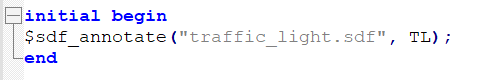 initial begin
$sdf_annotate("traffic_light.sdf", TL);
end